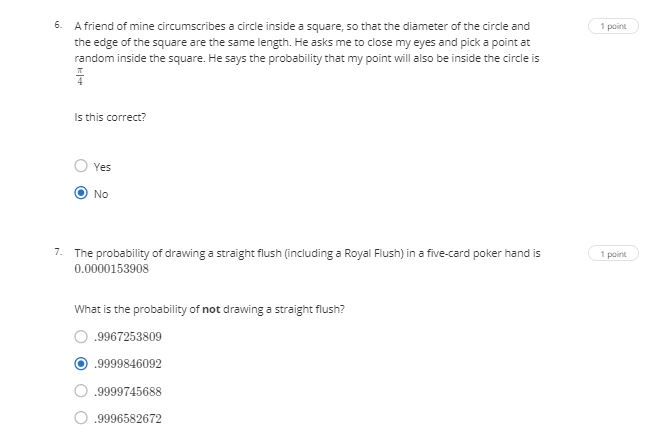 6. A friend of mine circumscribes a circle inside a square, so that the diameter of the circle and
1 point
the edge of the square are the same length. He asks me to close my eyes and pick a point at
random inside the square. He says the probability that my point will also be inside the circle is
π/4
Is this correct?
Yes
No
7. The probability of drawing a straight flush (including a Royal Flush) in a five-card poker hand is
1 point
0.0000153908
What is the probability of not drawing a straight flush?
.9967253809
.9999846092
.9999745688
.9996582672